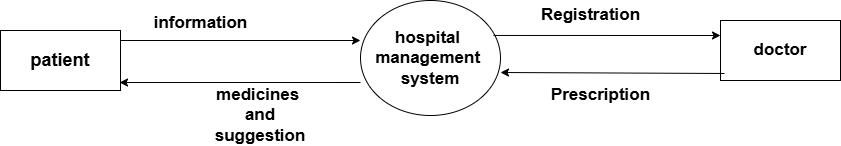 information
patient
medicines
and
suggestion
hospital
management
system
Registration
Prescription
doctor